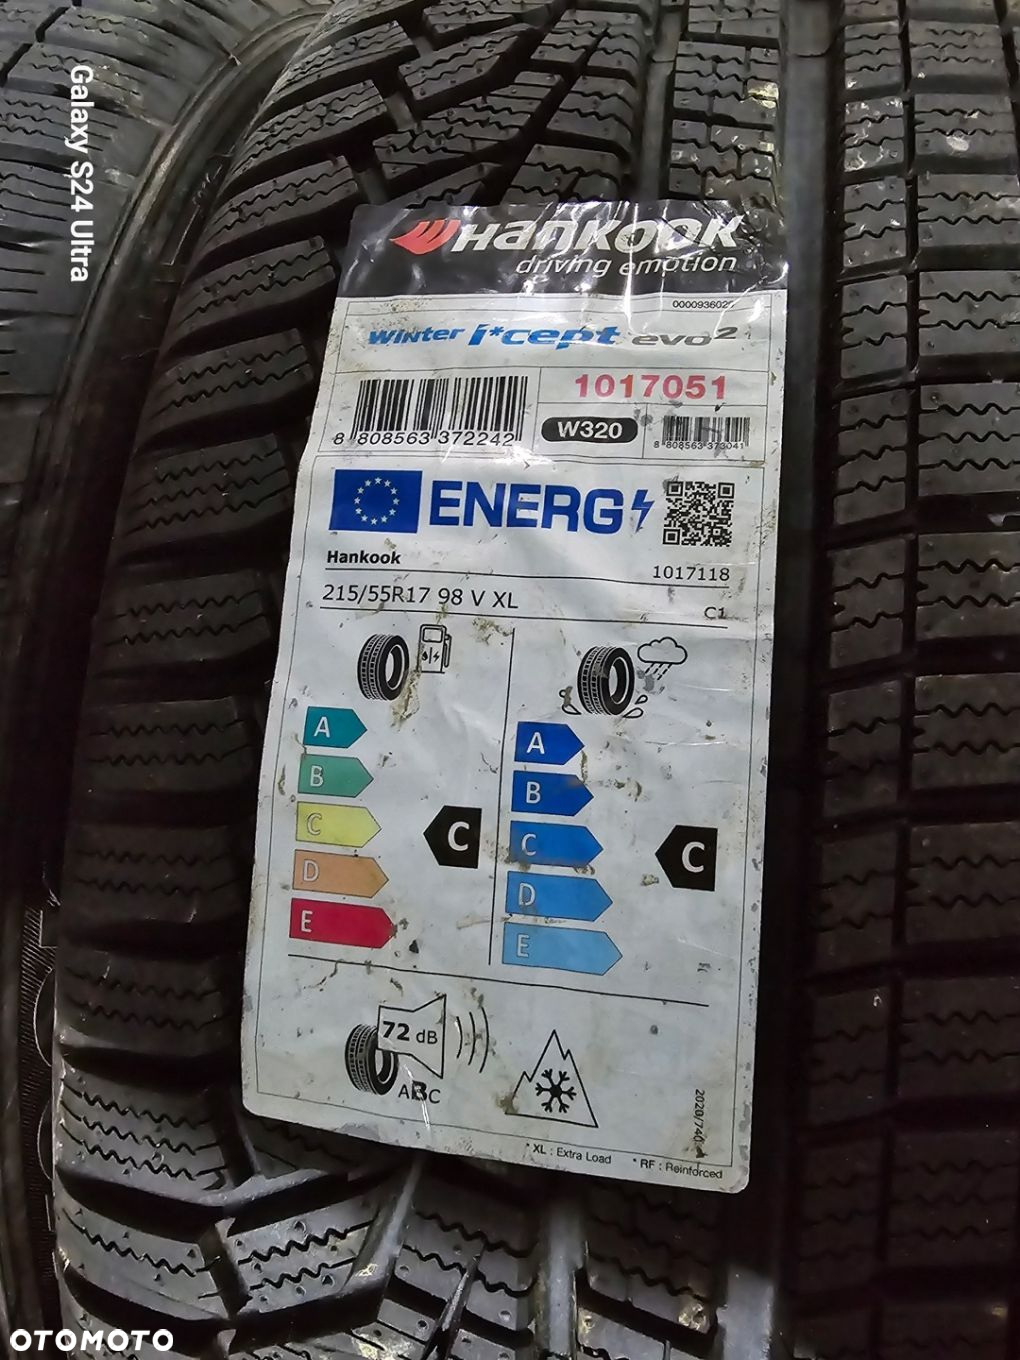 Galaxy S24 Ultra
Hankook
driving emotion
winter i*cept evo2
1017051
8 808563 372242
W320
8 808563 373041
ENERG
Hankook
1017118
215/55R17 98 V XL
C1
A
B
C
D
E
C
A
B
C
D
E
C
72 dB
ABC
2020/740
* XL : Extra Load
* RF : Reinforced
OTOMOTO